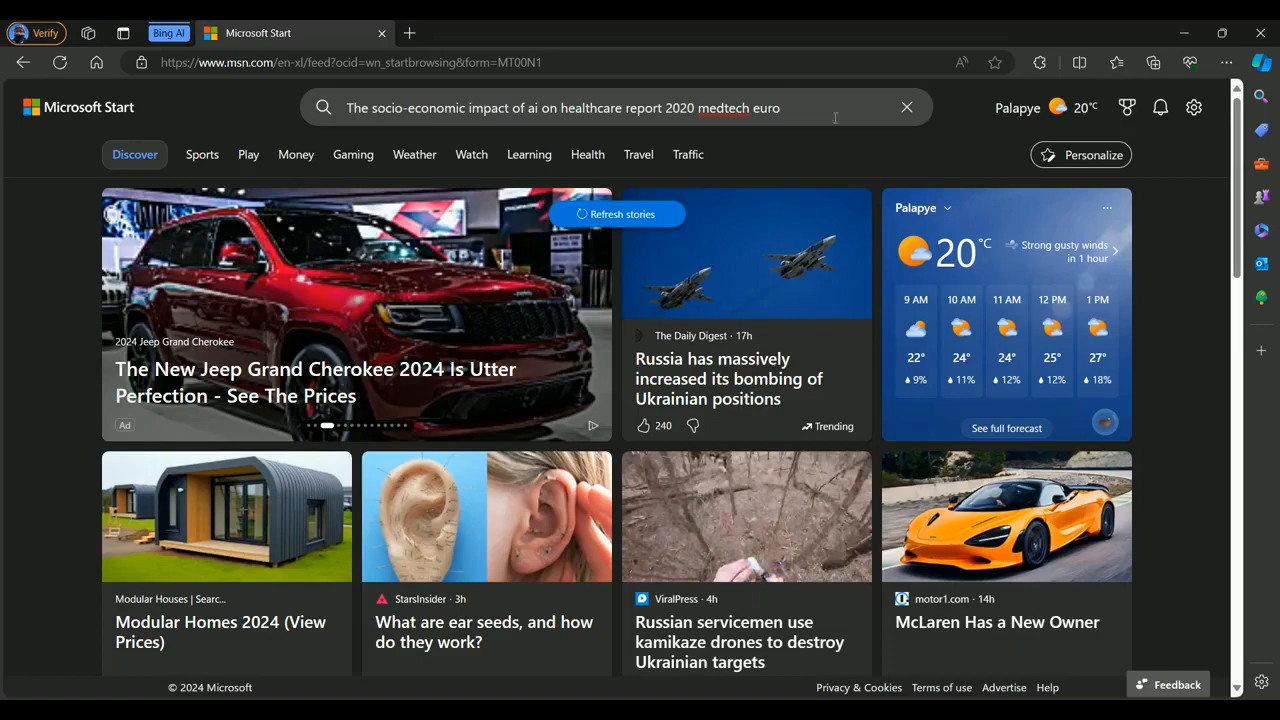 Verify
Bing AI
Microsoft Start
https://www.msn.com/en-xl/feed?ocid=wn_startbrowsing&form=MT00N1
Microsoft Start
The socio-economic impact of ai on healthcare report 2020 medtech euro
Palapye
20°C
Discover
Sports
Play
Money
Gaming
Weather
Watch
Learning
Health
Travel
Traffic
Personalize
Refresh stories
2024 Jeep Grand Cherokee
The New Jeep Grand Cherokee 2024 Is Utter
Perfection - See The Prices
Ad
The Daily Digest · 17h
Russia has massively
increased its bombing of
Ukrainian positions
240
Trending
Palapye
20°C
Strong gusty winds
in 1 hour
9 AM 10 AM 11 AM 12 PM 1 PM
22° 24° 24° 25° 27°
9% 11% 12% 12% 18%
See full forecast
Modular Houses | Searc...
Modular Homes 2024 (View
Prices)
StarsInsider · 3h
What are ear seeds, and how
do they work?
ViralPress · 4h
Russian servicemen use
kamikaze drones to destroy
Ukrainian targets
motor1.com · 14h
McLaren Has a New Owner
© 2024 Microsoft
Privacy & Cookies
Terms of use
Advertise
Help
Feedback